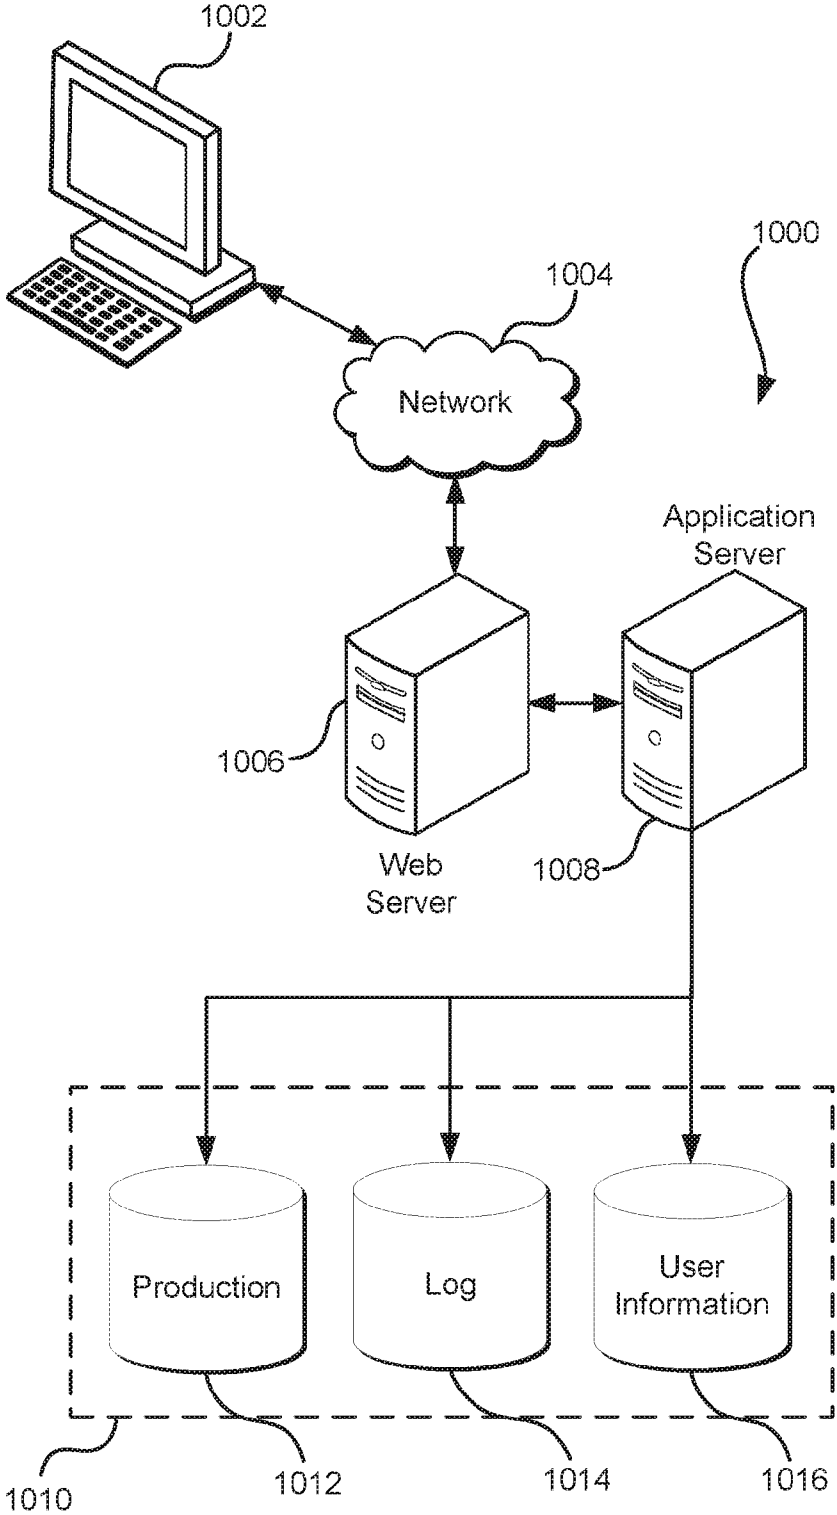 1002
1000
1004
Network
Application
Server
1006
1008
Web
Server
Production
Log
User
Information
1010
1012
1014
1016